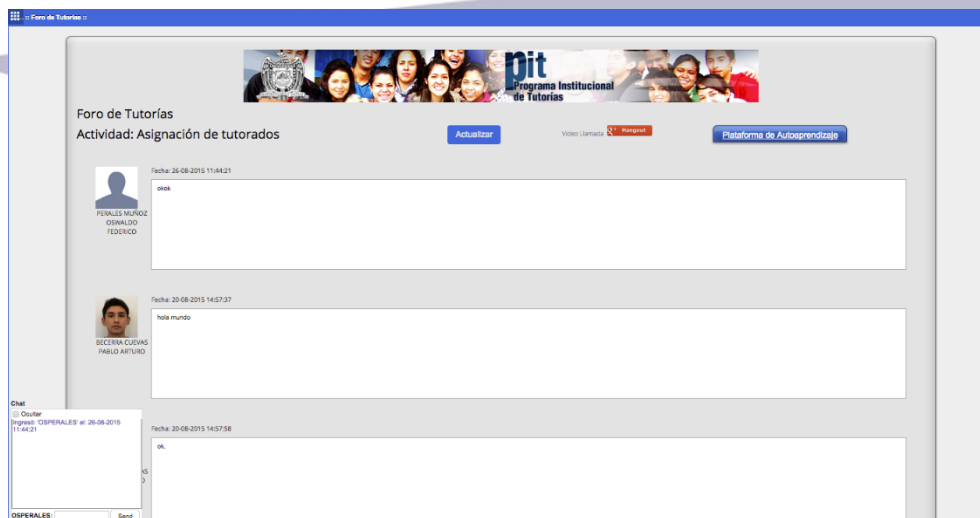 :: Foro de Tutorías ::
pit
Programa Institucional
de Tutorías
Foro de Tutorías
Actividad: Asignación de tutorados
Actualizar
Video Llamada
Hangout
Plataforma de Autoaprendizaje
Fecha: 26-08-2015 11:44:21
okok
PERALES MUÑOZ
OSWALDO
FEDERICO
Fecha: 20-08-2015 14:57:37
hola mundo
BECERRA CUEVAS
PABLO ARTURO
Fecha: 20-08-2015 14:57:58
ok.
AS
O
Chat
Ocultar
Ingresó: 'OSPERALES' el: 26-08-2015
11:44:21
OSPERALES:
Send